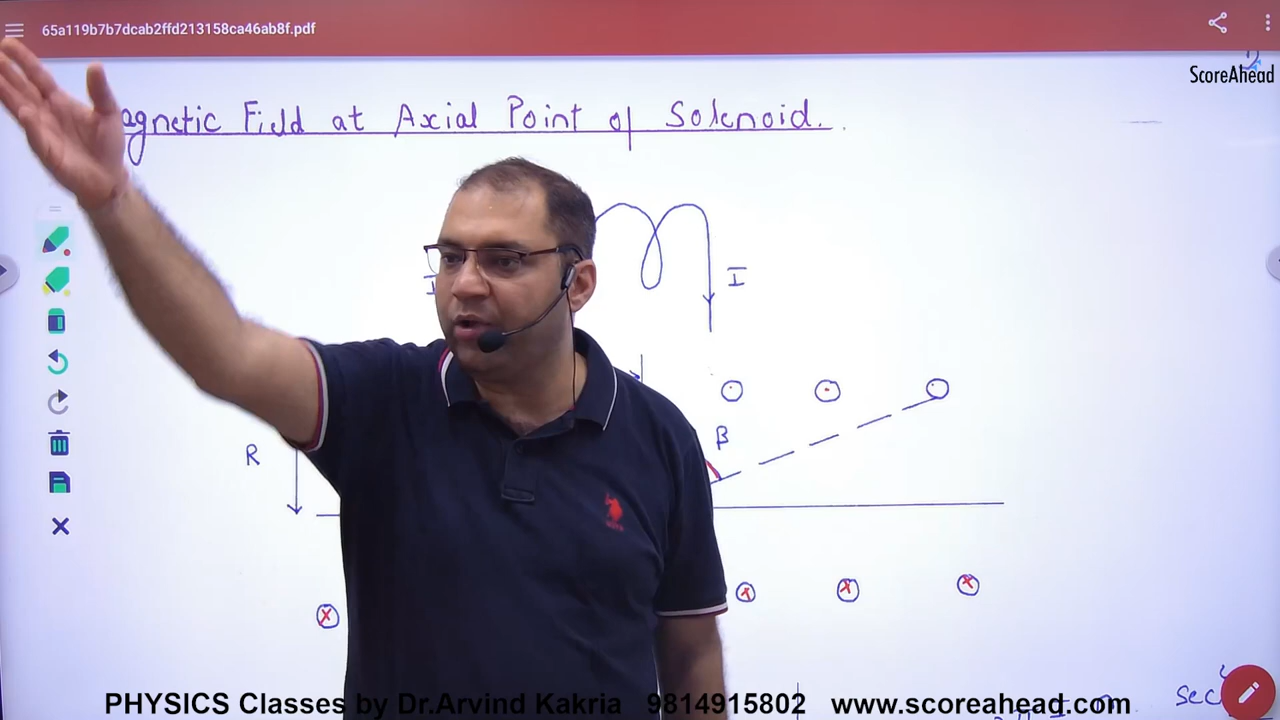 65a119b7b7dcab2ffd213158ca46ab8f.pdf
ScoreAhead
agnetic Field at Axial Point of Solenoid.
I
I
R
β
sec
PHYSICS Classes by Dr.Arvind Kakria 9814915802 www.scoreahead.com